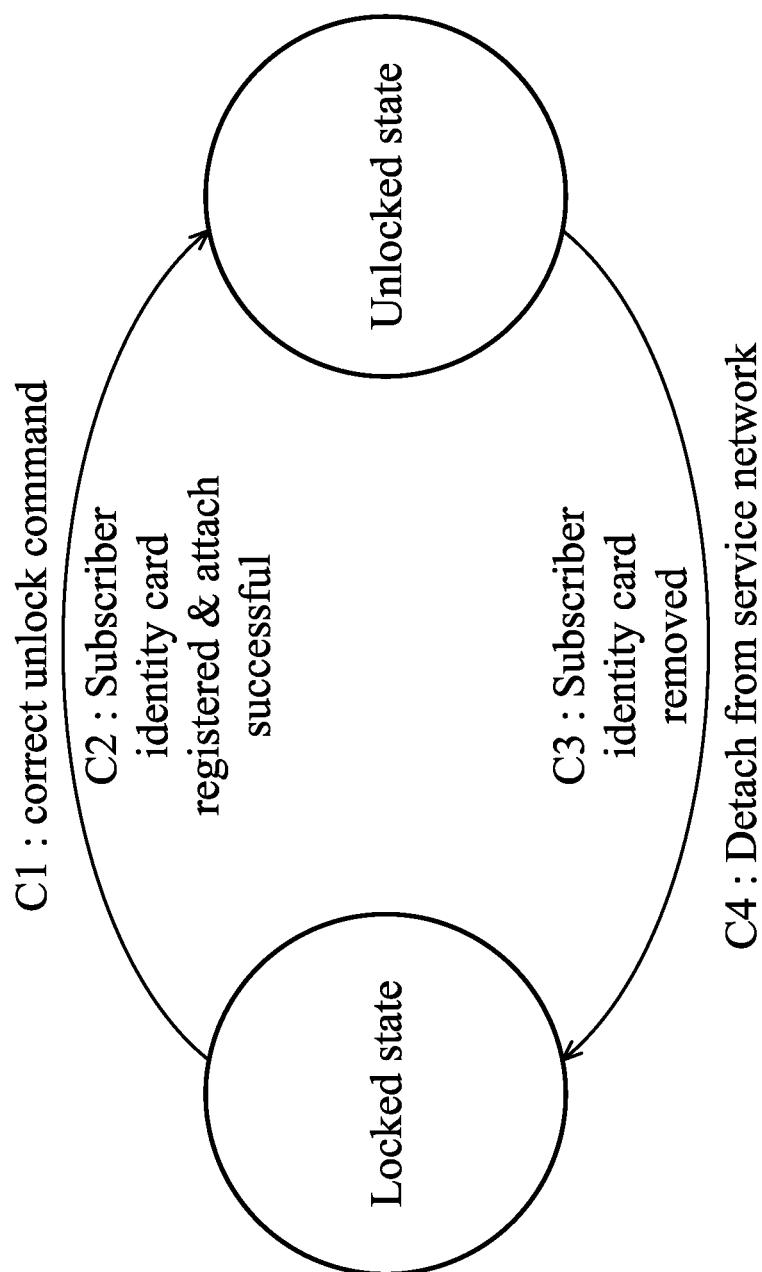 C1 : correct unlock command
C2 : Subscriber
identity card
registered & attach
successful
Locked state
Unlocked state
C3 : Subscriber
identity card
removed
C4 : Detach from service network